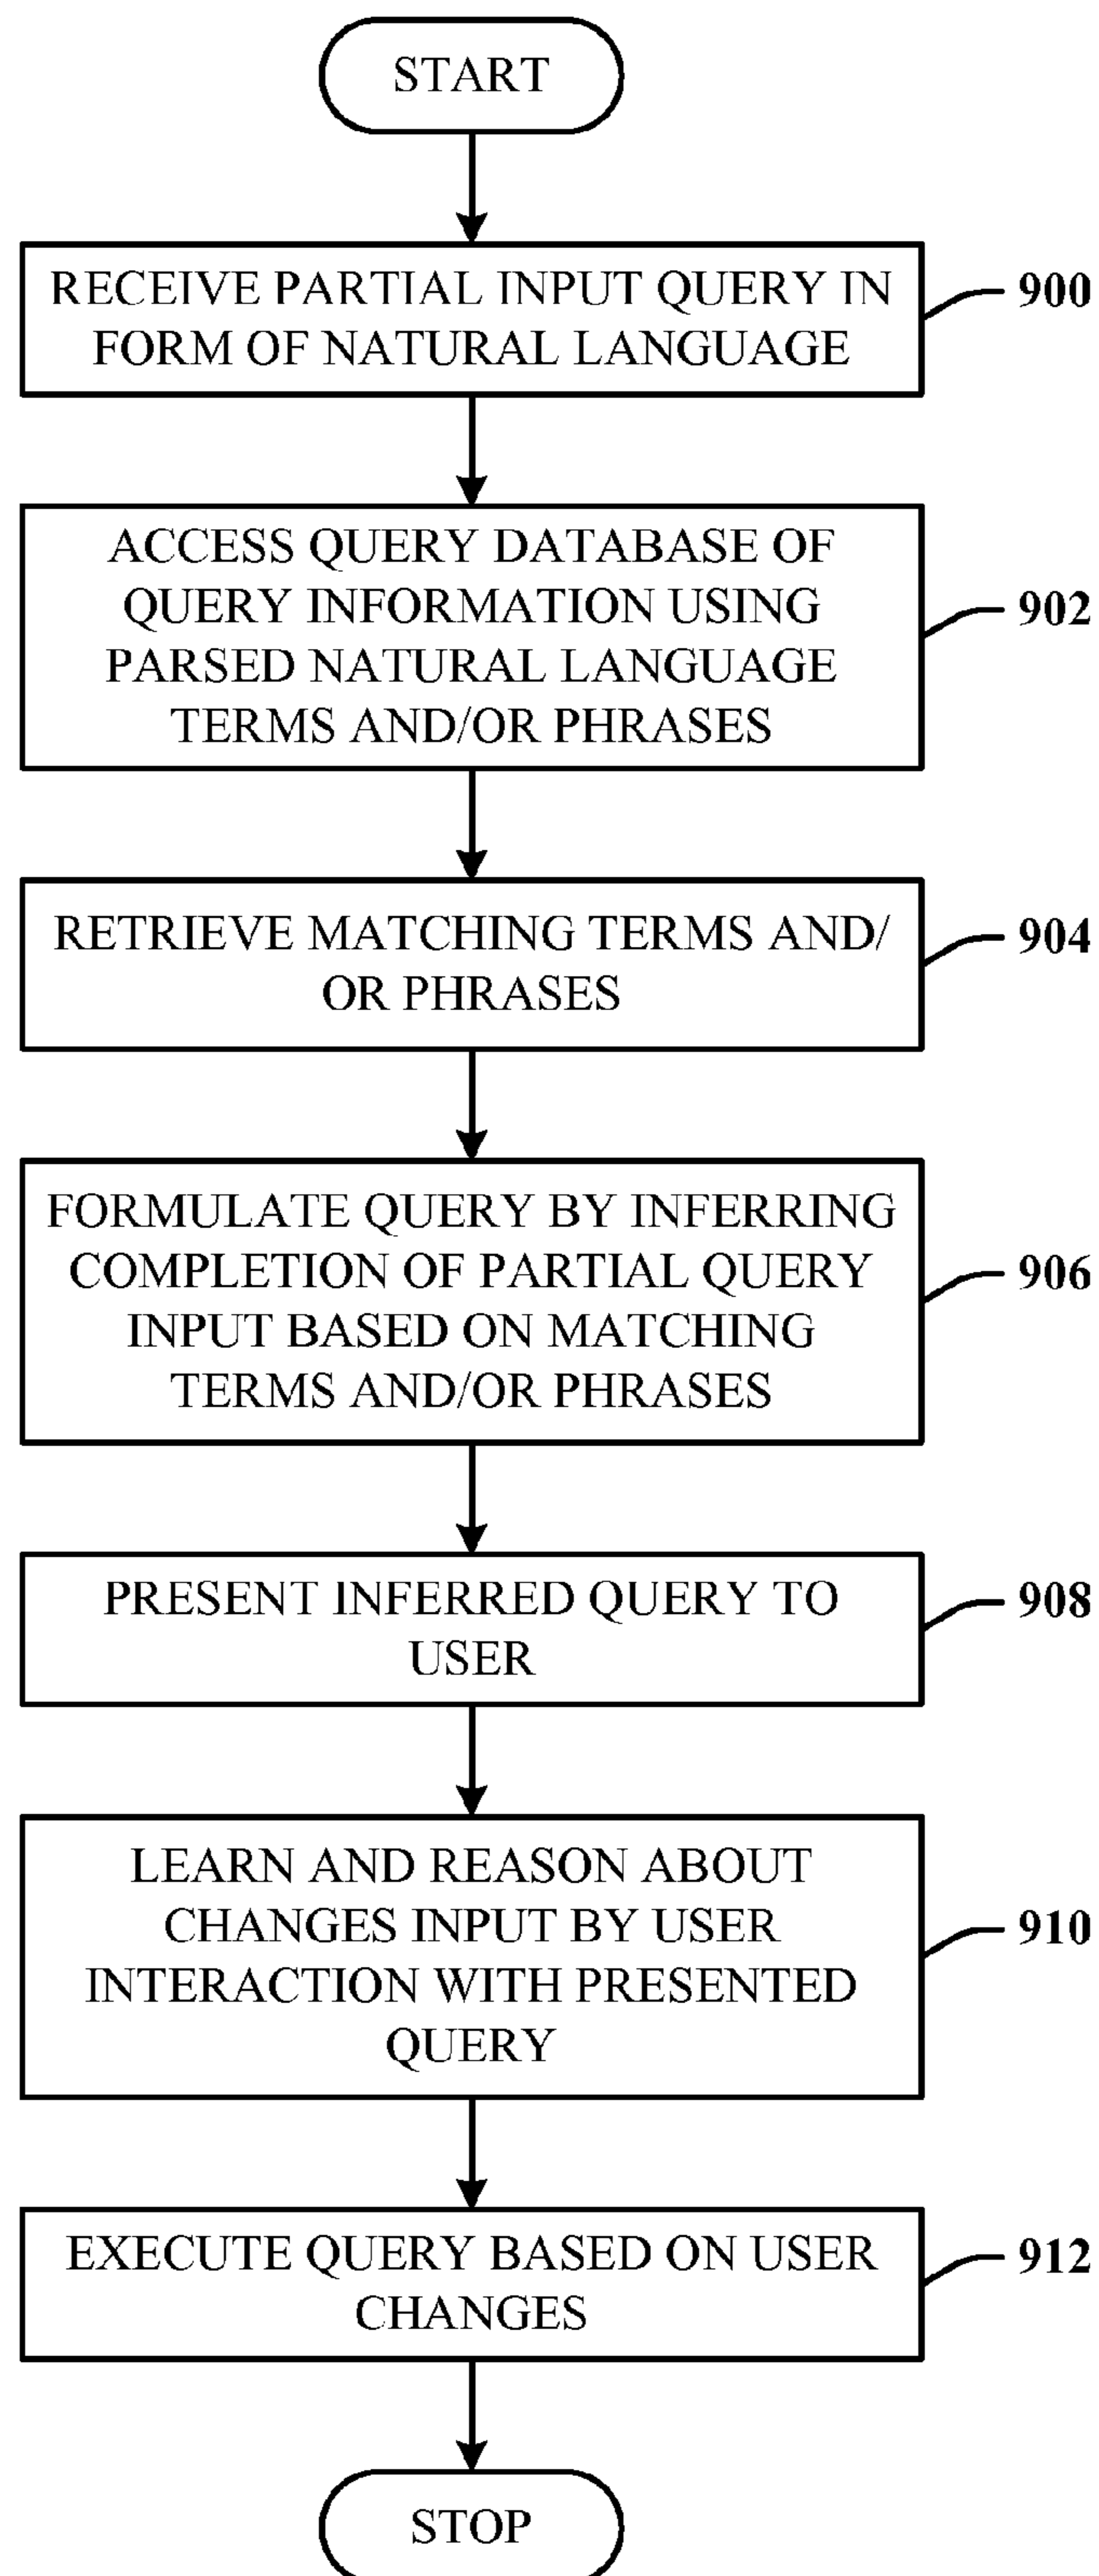 START
RECEIVE PARTIAL INPUT QUERY IN
FORM OF NATURAL LANGUAGE
900
ACCESS QUERY DATABASE OF
QUERY INFORMATION USING
PARSED NATURAL LANGUAGE
TERMS AND/OR PHRASES
902
RETRIEVE MATCHING TERMS AND/
OR PHRASES
904
FORMULATE QUERY BY INFERRING
COMPLETION OF PARTIAL QUERY
INPUT BASED ON MATCHING
TERMS AND/OR PHRASES
906
PRESENT INFERRED QUERY TO
USER
908
LEARN AND REASON ABOUT
CHANGES INPUT BY USER
INTERACTION WITH PRESENTED
QUERY
910
EXECUTE QUERY BASED ON USER
CHANGES
912
STOP